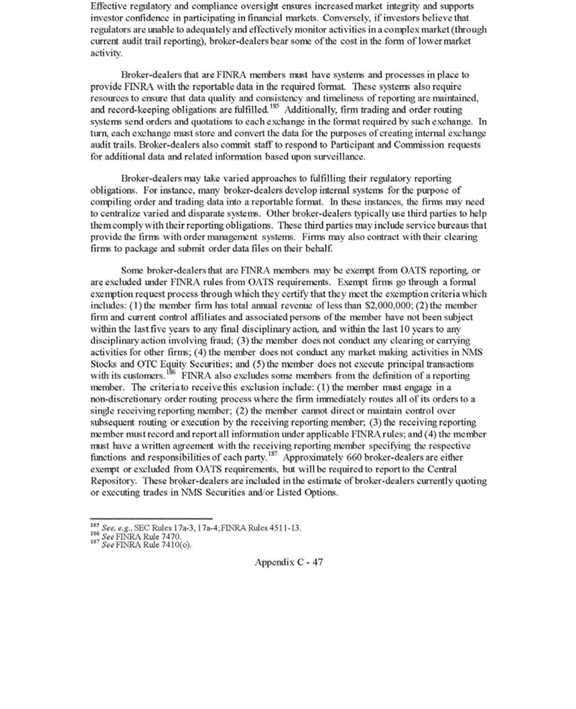 Effective regulatory and compliance oversight ensures increased market integrity and supports
investor confidence in participating in financial markets. Conversely, if investors believe that
regulators are unable to adequately and effectively monitor activities in a complex market (through
current audit trail reporting), broker-dealers bear some of the cost in the form of lower market
activity.
Broker-dealers that are FINRA members must have systems and processes in place to
provide FINRA with the reportable data in the required format. These systems also require
resources to ensure that data quality and consistency and timeliness of reporting are maintained,
and record-keeping obligations are fulfilled.185 Additionally, firm trading and order routing
systems send orders and quotations to each exchange in the format required by such exchange. In
turn, each exchange must store and convert the data for the purposes of creating internal exchange
audit trails. Broker-dealers also commit staff to respond to Participant and Commission requests
for additional data and related information based upon surveillance.
Broker-dealers may take varied approaches to fulfilling their regulatory reporting
obligations. For instance, many broker-dealers develop internal systems for the purpose of
compiling order and trading data into a reportable format. In these instances, the firms may need
to centralize varied and disparate systems. Other broker-dealers typically use third parties to help
them comply with their reporting obligations. These third parties may include service bureaus that
provide the firms with order management systems. Firms may also contract with their clearing
firms to package and submit order data files on their behalf.
Some broker-dealers that are FINRA members may be exempt from OATS reporting, or
are excluded under FINRA rules from OATS requirements. Exempt firms go through a formal
exemption request process through which they certify that they meet the exemption criteria which
includes: (1) the member firm has total annual revenue of less than $2,000,000; (2) the member
firm and current control affiliates and associated persons of the member have not been subject
within the last five years to any final disciplinary action, and within the last 10 years to any
disciplinary action involving fraud; (3) the member does not conduct any clearing or carrying
activities for other firms; (4) the member does not conduct any market making activities in NMS
Stocks and OTC Equity Securities; and (5) the member does not execute principal transactions
with its customers.186 FINRA also excludes some members from the definition of a reporting
member. The criteria to receive this exclusion include: (1) the member must engage in a
non-discretionary order routing process where the firm immediately routes all of its orders to a
single receiving reporting member; (2) the member cannot direct or maintain control over
subsequent routing or execution by the receiving reporting member; (3) the receiving reporting
member must record and report all information under applicable FINRA rules; and (4) the member
must have a written agreement with the receiving reporting member specifying the respective
functions and responsibilities of each party.187 Approximately 660 broker-dealers are either
exempt or excluded from OATS requirements, but will be required to report to the Central
Repository. These broker-dealers are included in the estimate of broker-dealers currently quoting
or executing trades in NMS Securities and/or Listed Options.
185 See, e.g., SEC Rules 17a-3, 17a-4; FINRA Rules 4511-13.
186 See FINRA Rule 7470.
187 See FINRA Rule 7410(o).
Appendix C - 47